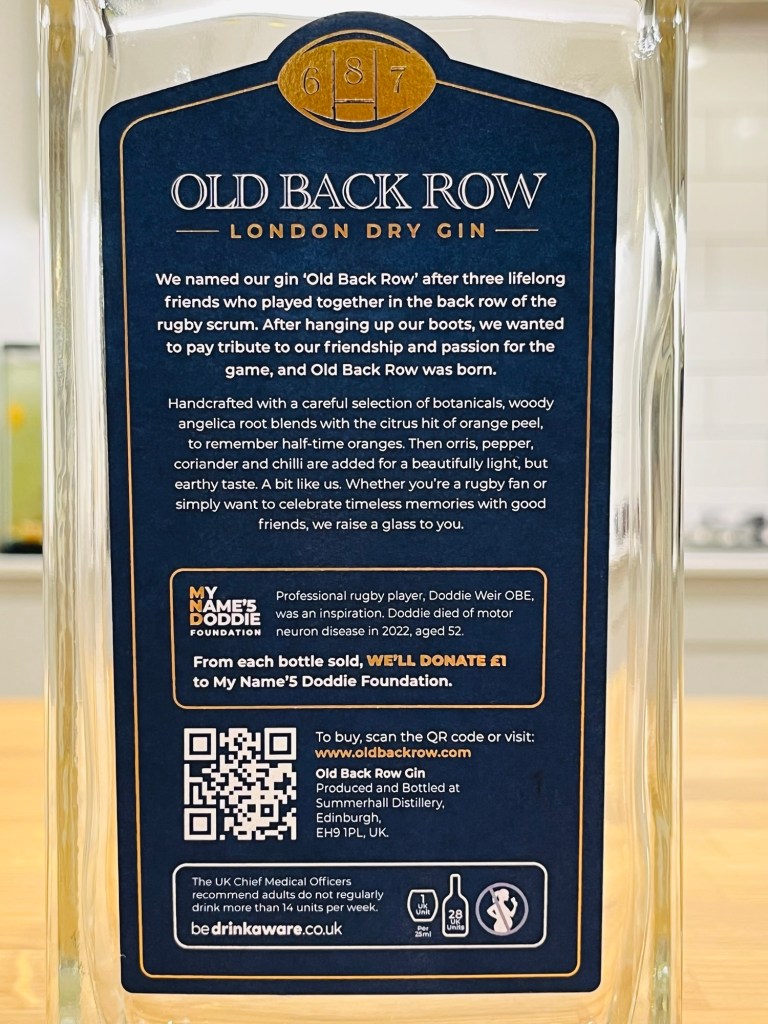 6 8 7
OLD BACK ROW
LONDON DRY GIN
We named our gin ‘Old Back Row’ after three lifelong
friends who played together in the back row of the
rugby scrum. After hanging up our boots, we wanted
to pay tribute to our friendship and passion for the
game, and Old Back Row was born.
Handcrafted with a careful selection of botanicals, woody
angelica root blends with the citrus hit of orange peel,
to remember half-time oranges. Then orris, pepper,
coriander and chilli are added for a beautifully light, but
earthy taste. A bit like us. Whether you’re a rugby fan or
simply want to celebrate timeless memories with good
friends, we raise a glass to you.
MY
NAME’5
DODDIE
FOUNDATION
Professional rugby player, Doddie Weir OBE,
was an inspiration. Doddie died of motor
neuron disease in 2022, aged 52.
From each bottle sold, WE’LL DONATE £1
to My Name’5 Doddie Foundation.
To buy, scan the QR code or visit:
www.oldbackrow.com
Old Back Row Gin
Produced and Bottled at
Summerhall Distillery,
Edinburgh,
EH9 1PL, UK.
The UK Chief Medical Officers
recommend adults do not regularly
drink more than 14 units per week.
bedrinkaware.co.uk
1
UK
Unit
Per
25ml
28
UK
Units